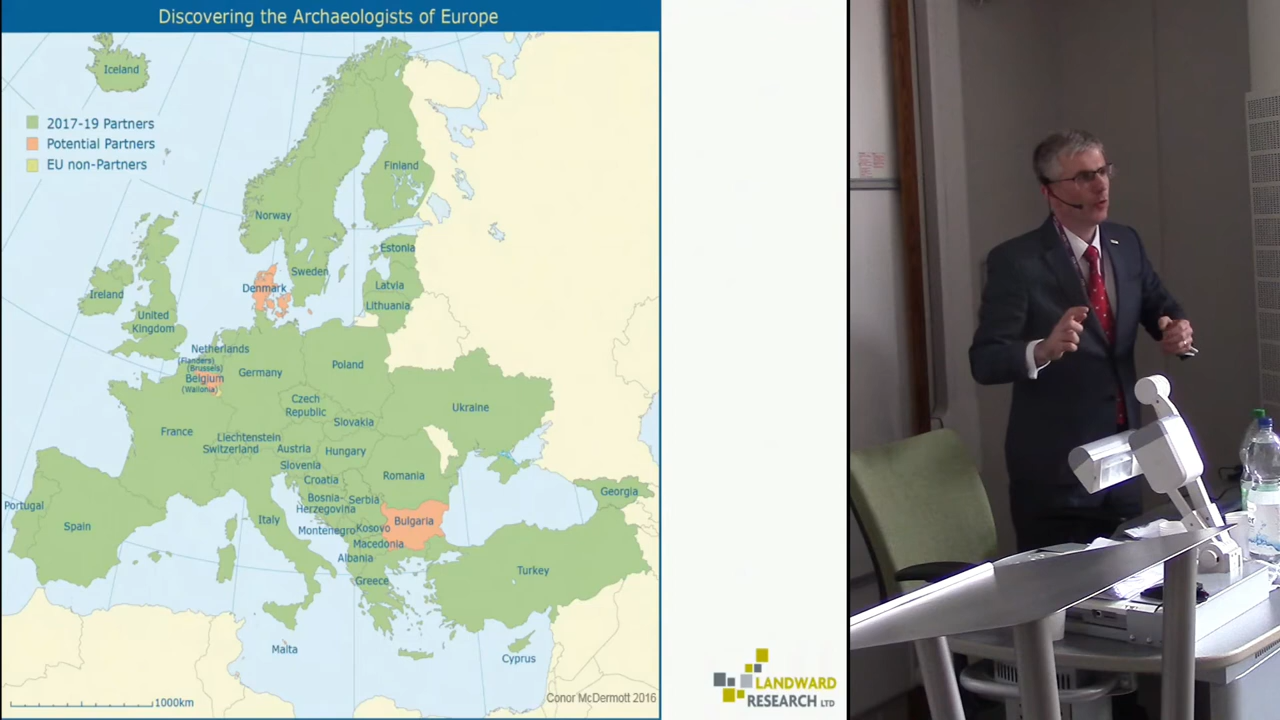 Discovering the Archaeologists of Europe
Iceland
2017-19 Partners
Potential Partners
EU non-Partners
Finland
Norway
Estonia
Sweden
Latvia
Denmark
Lithuania
Ireland
United
Kingdom
Netherlands
(Flanders)
(Brussels)
Belgium
(Wallonia)
Germany
Poland
Czech
Republic
Ukraine
Slovakia
France
Liechtenstein
Switzerland
Austria
Hungary
Slovenia
Croatia
Romania
Bosnia-
Herzegovina
Serbia
Georgia
Portugal
Spain
Italy
Montenegro
Kosovo
Bulgaria
Macedonia
Albania
Greece
Turkey
Malta
Cyprus
1000km
Conor McDermott 2016
LANDWARD
RESEARCH LTD